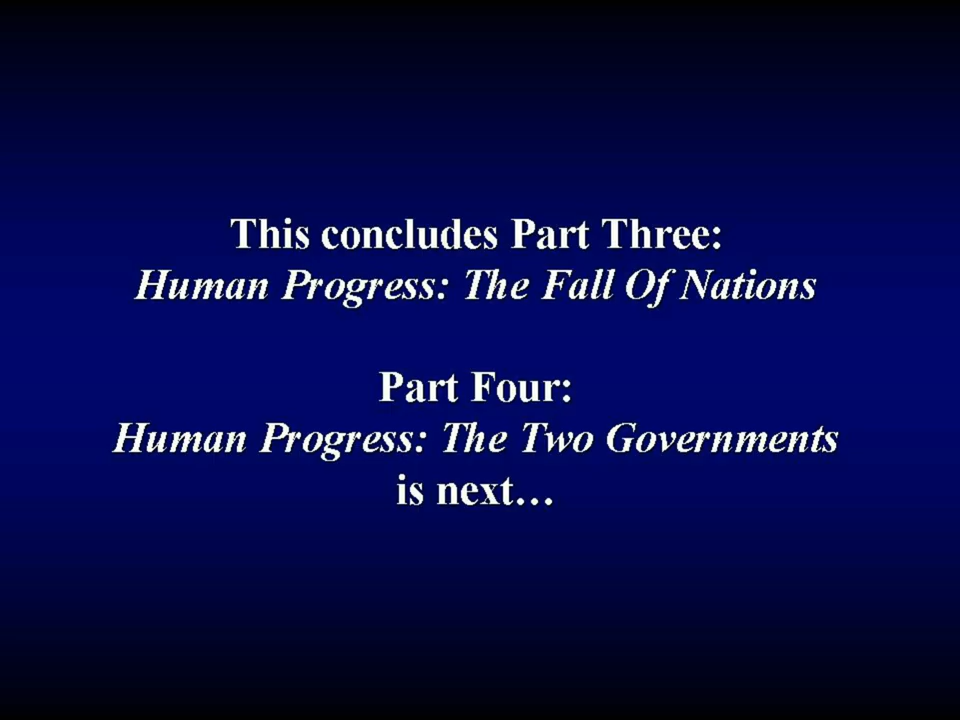 This concludes Part Three:
Human Progress: The Fall Of Nations
Part Four:
Human Progress: The Two Governments
is next…